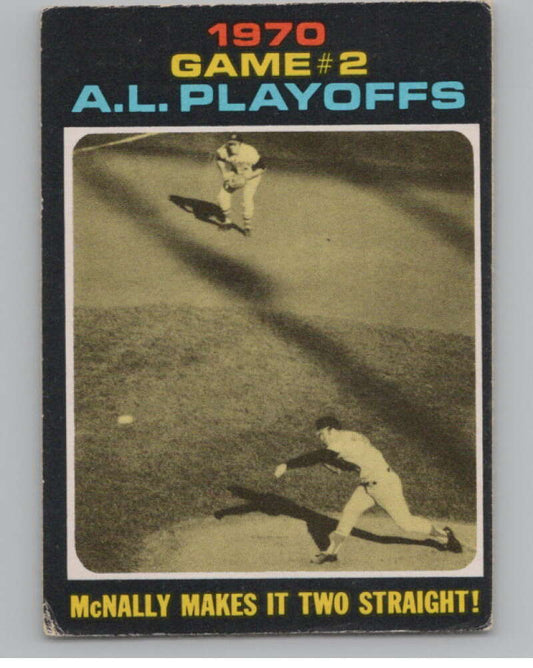 1970
GAME #2
A.L. PLAYOFFS
McNALLY MAKES IT TWO STRAIGHT!